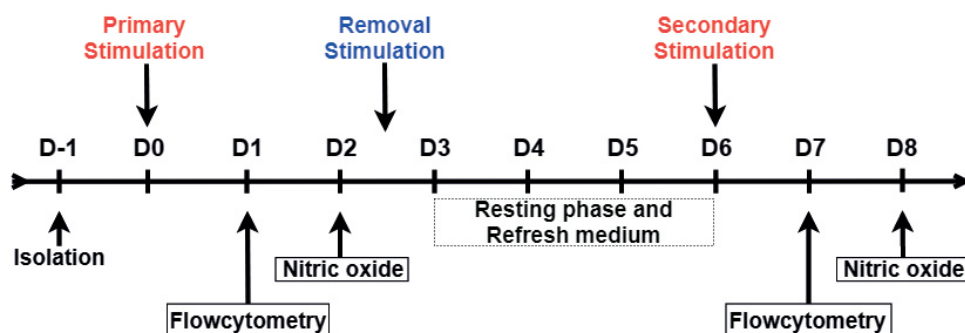 Primary
Stimulation
Removal
Stimulation
Secondary
Stimulation
D-1 D0 D1 D2 D3 D4 D5 D6 D7 D8
Resting phase and
Refresh medium
Isolation
Nitric oxide
Nitric oxide
Flowcytometry
Flowcytometry